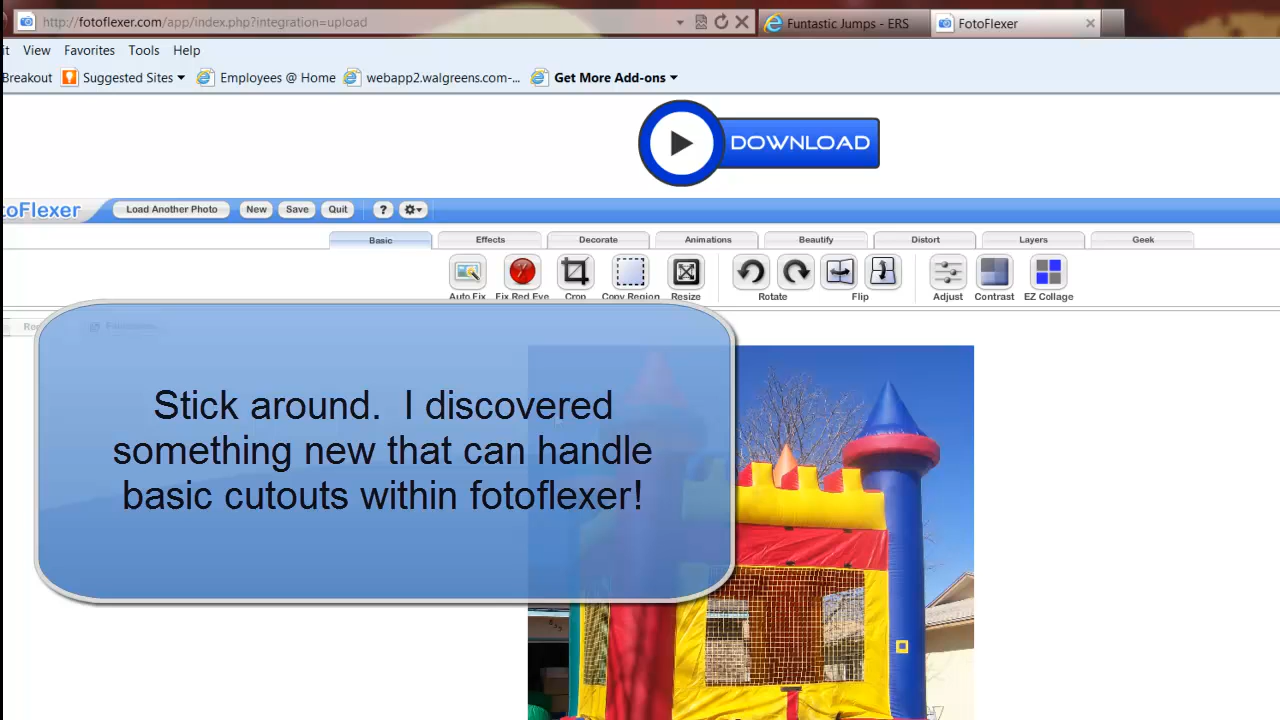 http://fotoflexer.com/app/index.php?integration=upload
Funtastic Jumps - ERS
FotoFlexer
it View Favorites Tools Help
Breakout Suggested Sites Employees @ Home webapp2.walgreens.com-... Get More Add-ons
DOWNLOAD
toFlexer Load Another Photo New Save Quit ?
Basic Effects Decorate Animations Beautify Distort Layers Geek
Auto Fix Fix Red Eye Crop Copy Region Resize Rotate Flip Adjust Contrast EZ Collage
Stick around. I discovered
something new that can handle
basic cutouts within fotoflexer!